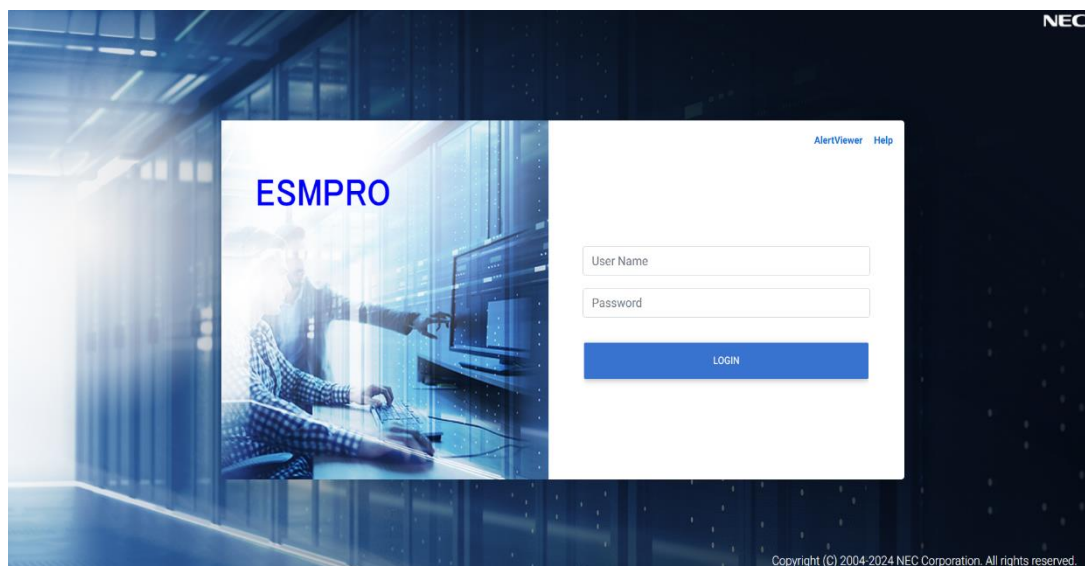 NEC
AlertViewer Help
ESMPRO
User Name
Password
LOGIN
Copyright (C) 2004-2024 NEC Corporation. All rights reserved.